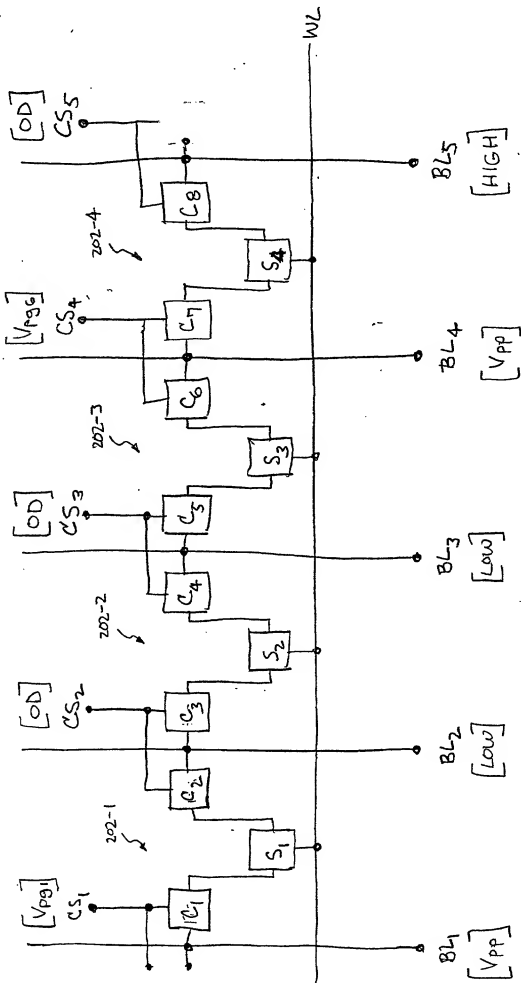 [Vpg1] [OD] [OD] [Vpg6] [OD]
CS1 CS2 CS3 CS4 CS5
202-1 202-2 202-3 202-4
C1 C2 C3 C4 C5 C6 C7 C8
S1 S2 S3 S4
WL
BL1 BL2 BL3 BL4 BL5
[VPP] [LOW] [LOW] [VPP] [HIGH]